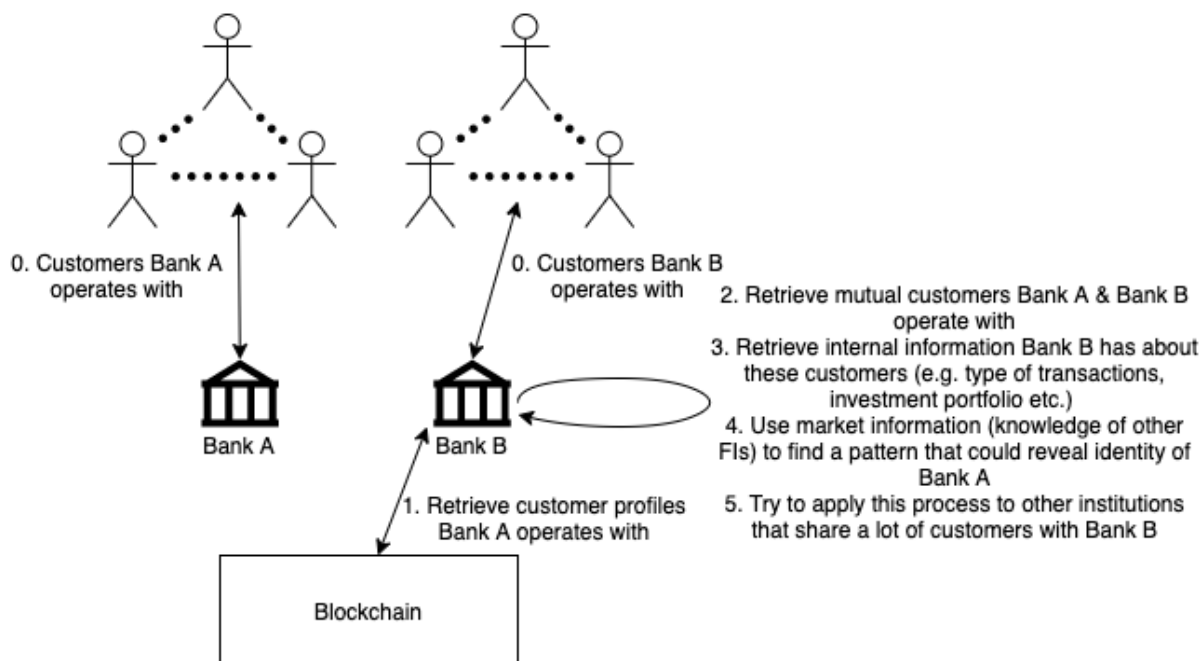 0. Customers Bank A
operates with
0. Customers Bank B
operates with
2. Retrieve mutual customers Bank A & Bank B
operate with
3. Retrieve internal information Bank B has about
these customers (e.g. type of transactions,
investment portfolio etc.)
4. Use market information (knowledge of other
FIs) to find a pattern that could reveal identity of
Bank A
5. Try to apply this process to other institutions
that share a lot of customers with Bank B
Bank A
Bank B
1. Retrieve customer profiles
Bank A operates with
Blockchain